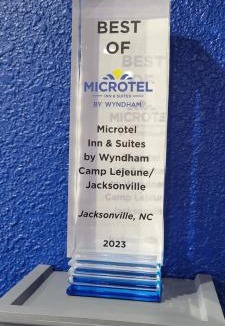 BEST
OF
MICROTEL
INN & SUITES
BY WYNDHAM
Microtel
Inn & Suites
by Wyndham
Camp Lejeune/
Jacksonville
Jacksonville, NC
2023